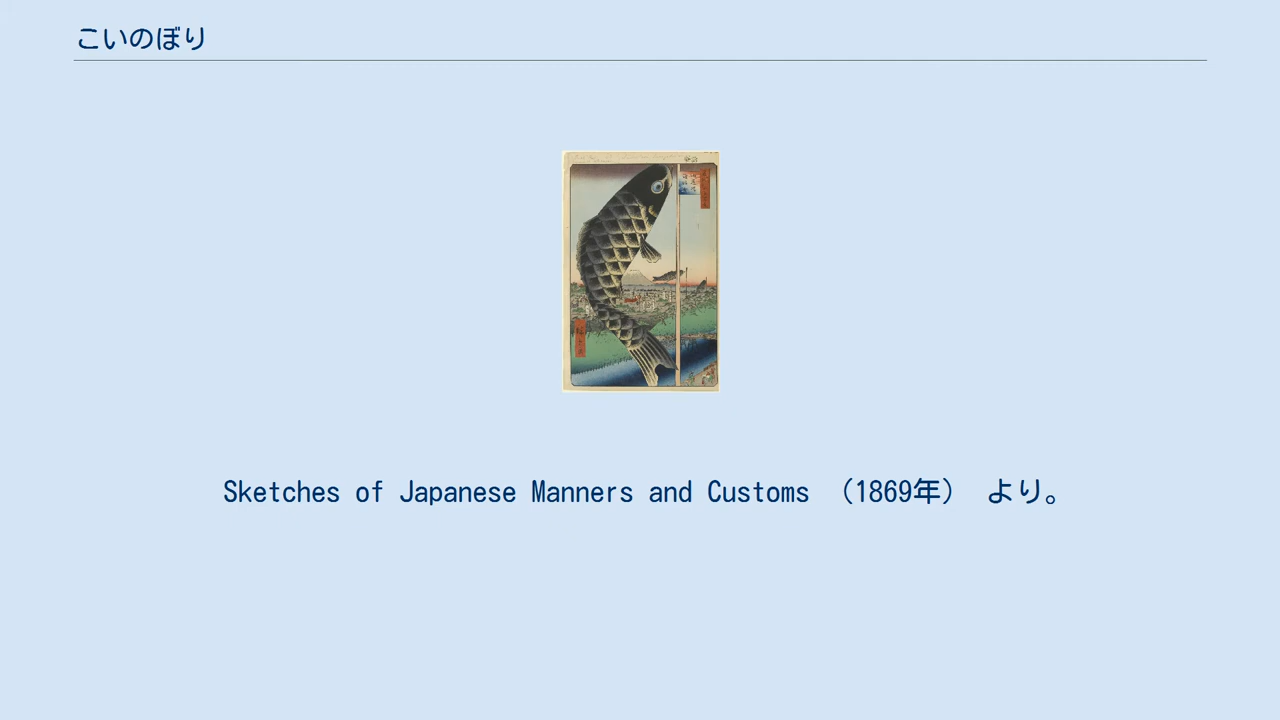 こいのぼり
Sketches of Japanese Manners and Customs （1869年） より。